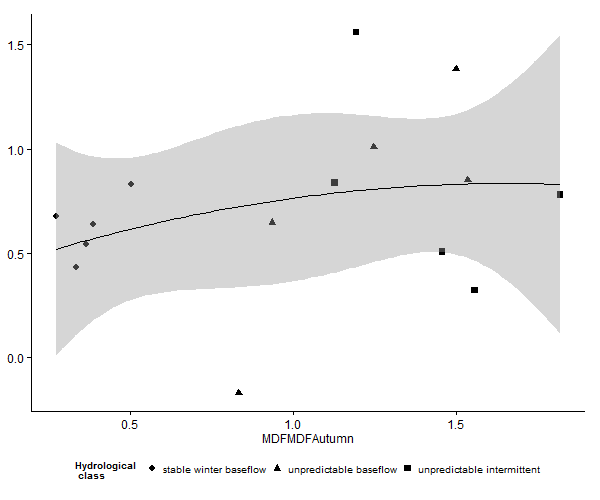 1.5
1.0
0.5
0.0
0.5 1.0 1.5
MDFMDFAutumn
Hydrological
class
stable winter baseflow unpredictable baseflow unpredictable intermittent